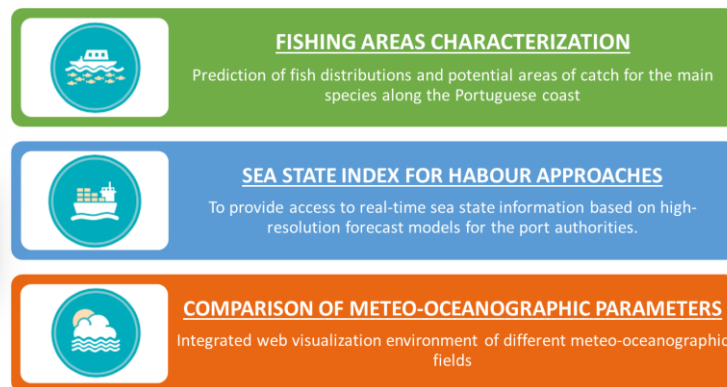 FISHING AREAS CHARACTERIZATION
Prediction of fish distributions and potential areas of catch for the main
species along the Portuguese coast
SEA STATE INDEX FOR HABOUR APPROACHES
To provide access to real-time sea state information based on high-
resolution forecast models for the port authorities.
COMPARISON OF METEO-OCEANOGRAPHIC PARAMETERS
Integrated web visualization environment of different meteo-oceanographic
fields